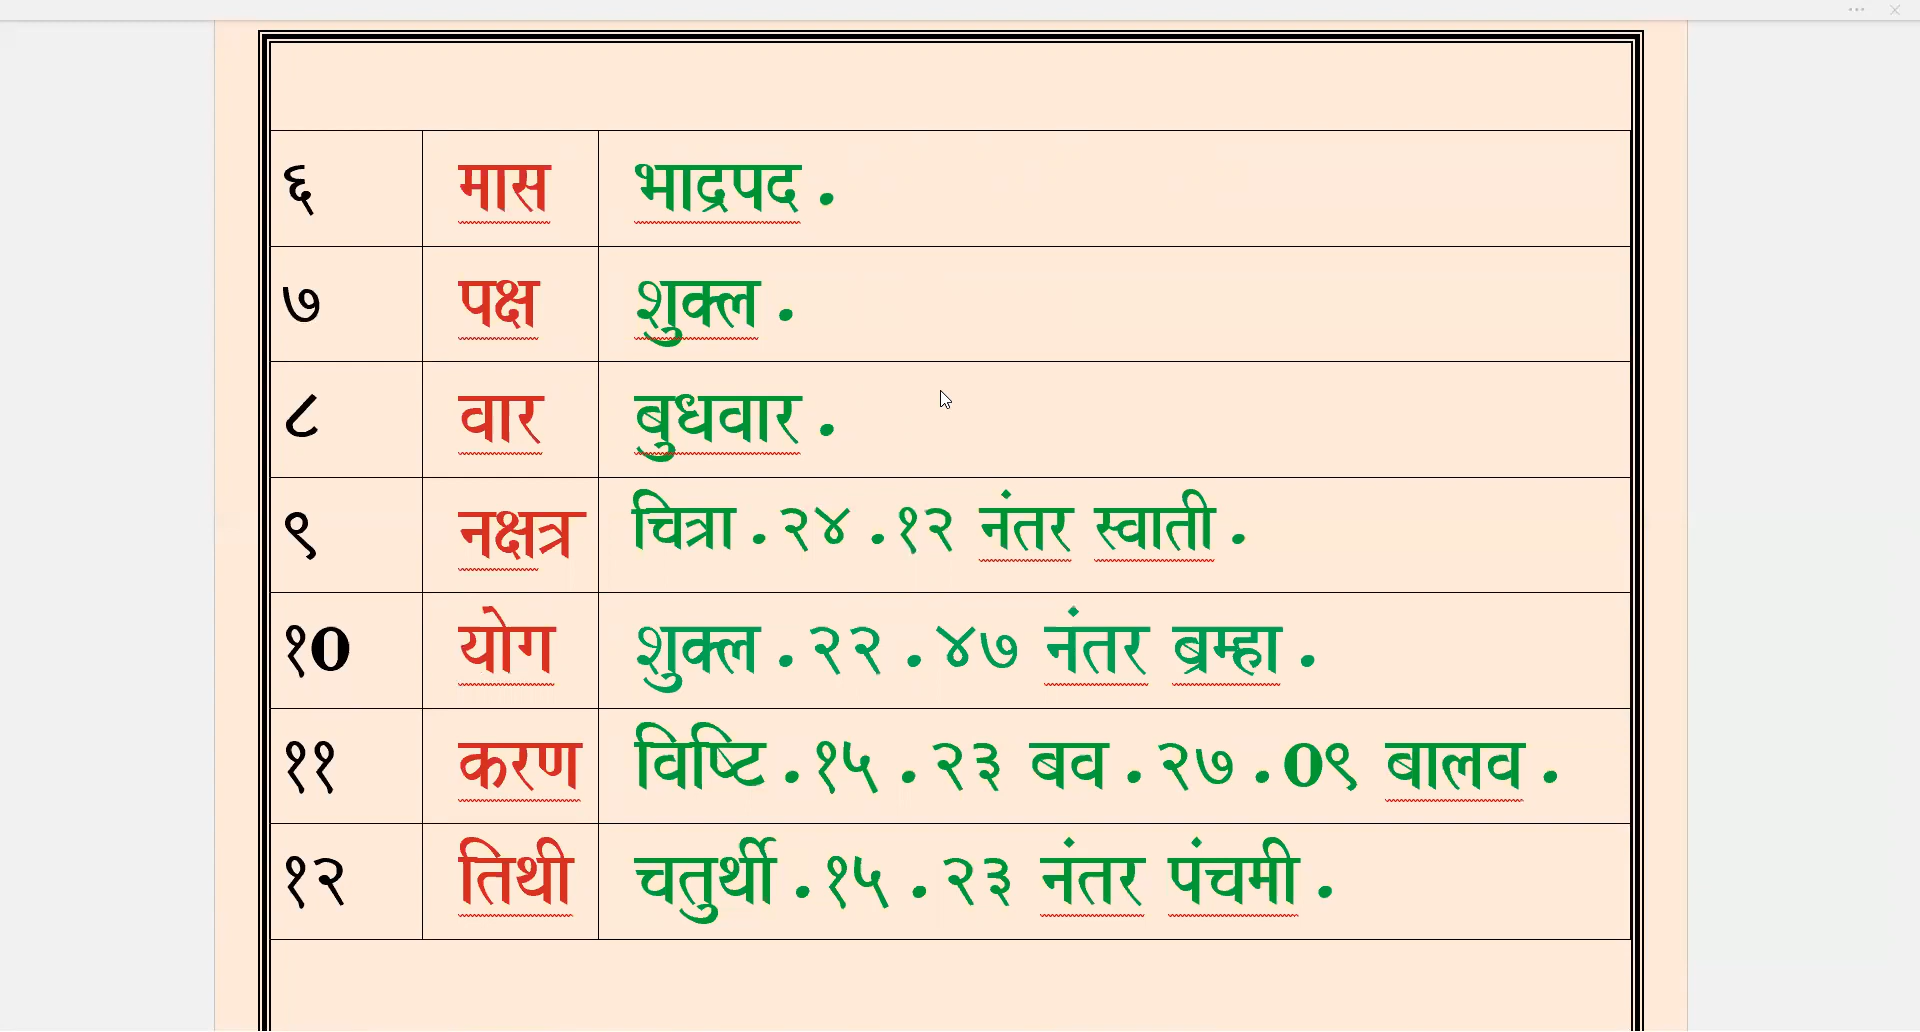 ६ मास भाद्रपद .
७ पक्ष शुक्ल .
८ वार बुधवार .
९ नक्षत्र चित्रा .२४ .१२ नंतर स्वाती .
१0 योग शुक्ल .२२ .४७ नंतर ब्रम्हा .
११ करण विष्टि .१५ .२३ बव .२७ .0९ बालव .
१२ तिथी चतुर्थी .१५ .२३ नंतर पंचमी .